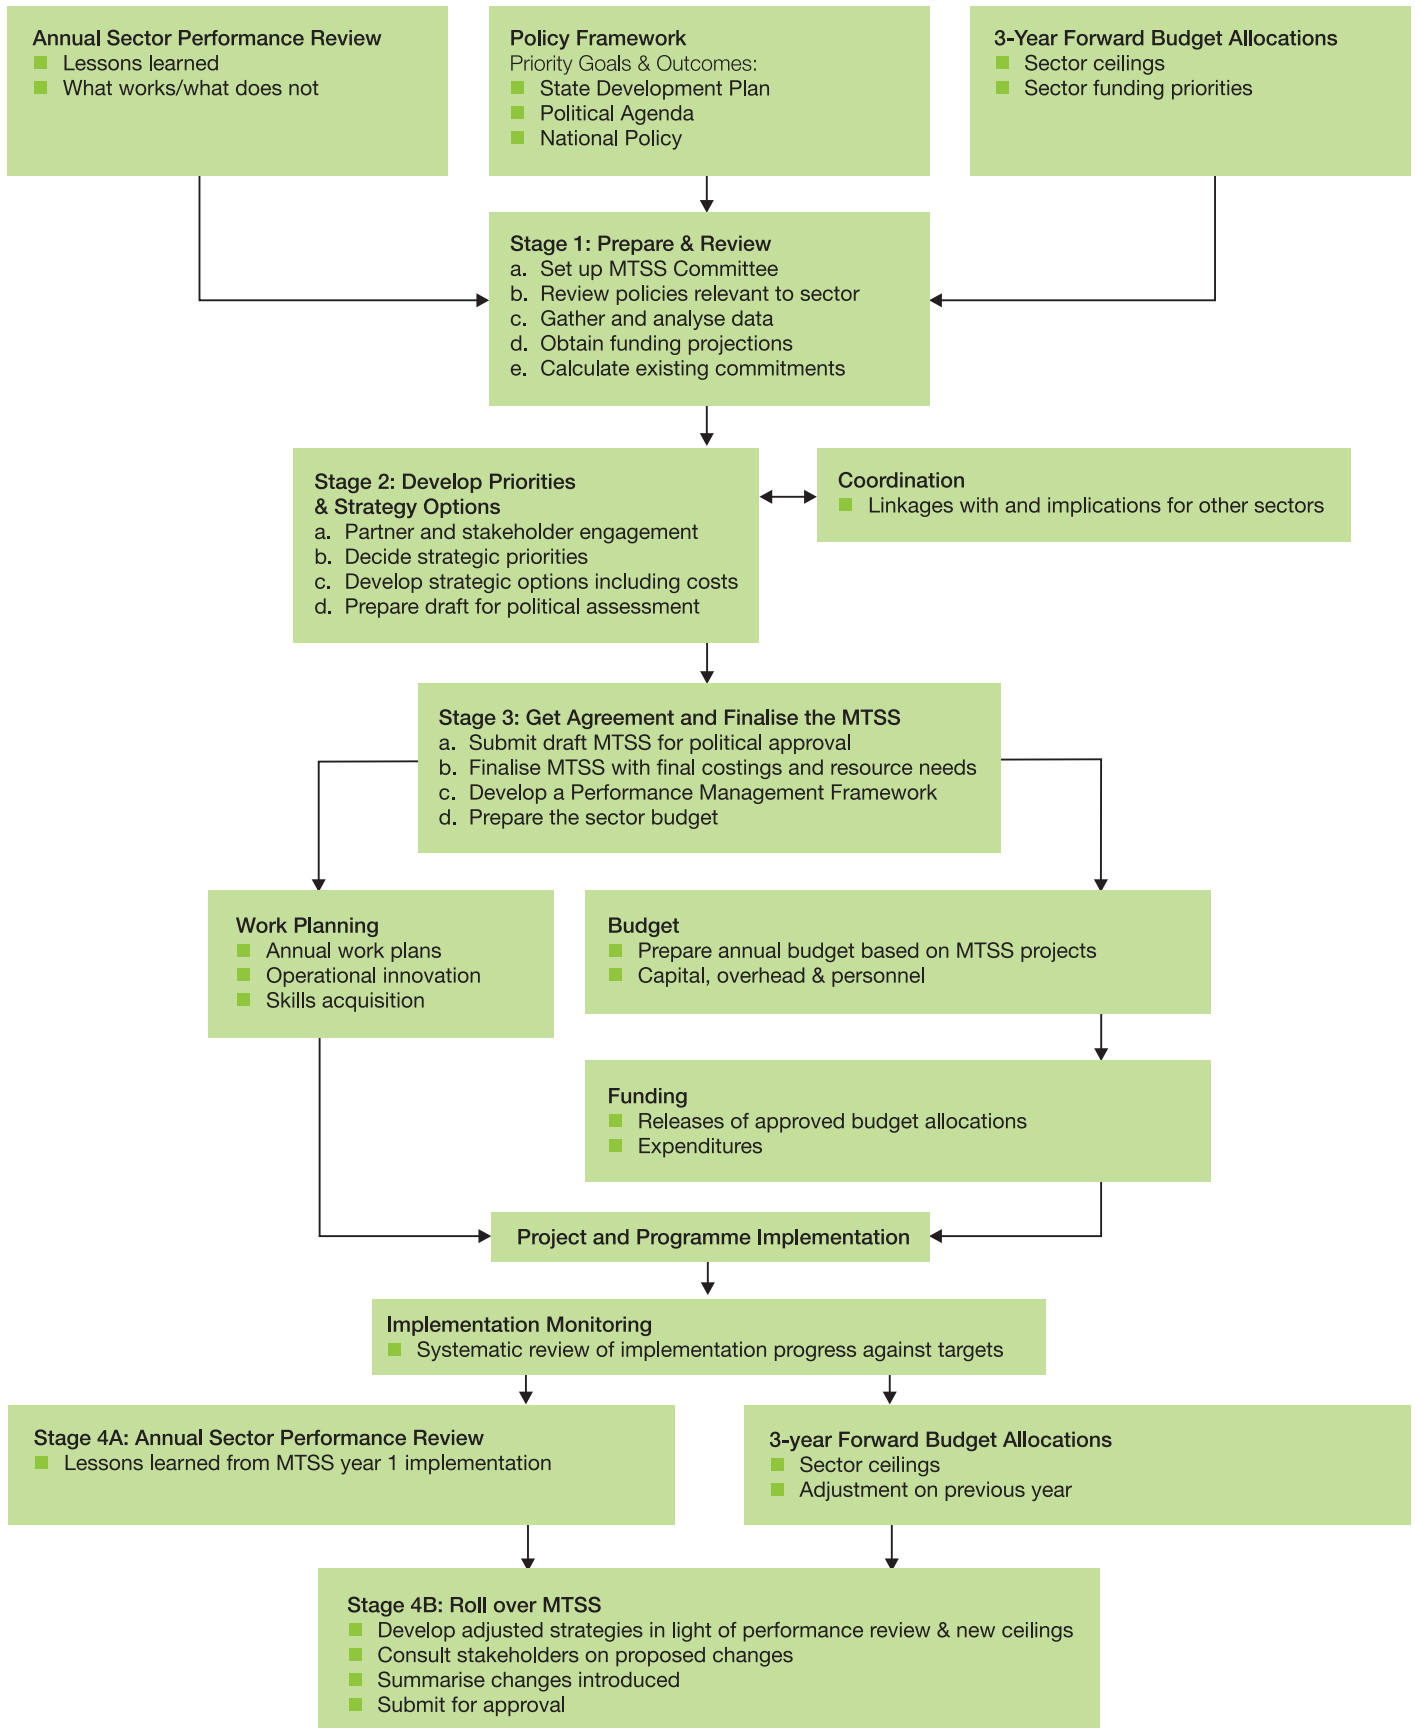 Annual Sector Performance Review
Lessons learned
What works/what does not
Policy Framework
Priority Goals & Outcomes:
State Development Plan
Political Agenda
National Policy
3-Year Forward Budget Allocations
Sector ceilings
Sector funding priorities
Stage 1: Prepare & Review
a. Set up MTSS Committee
b. Review policies relevant to sector
c. Gather and analyse data
d. Obtain funding projections
e. Calculate existing commitments
Stage 2: Develop Priorities
& Strategy Options
a. Partner and stakeholder engagement
b. Decide strategic priorities
c. Develop strategic options including costs
d. Prepare draft for political assessment
Coordination
Linkages with and implications for other sectors
Stage 3: Get Agreement and Finalise the MTSS
a. Submit draft MTSS for political approval
b. Finalise MTSS with final costings and resource needs
c. Develop a Performance Management Framework
d. Prepare the sector budget
Work Planning
Annual work plans
Operational innovation
Skills acquisition
Budget
Prepare annual budget based on MTSS projects
Capital, overhead & personnel
Funding
Releases of approved budget allocations
Expenditures
Project and Programme Implementation
Implementation Monitoring
Systematic review of implementation progress against targets
Stage 4A: Annual Sector Performance Review
Lessons learned from MTSS year 1 implementation
3-year Forward Budget Allocations
Sector ceilings
Adjustment on previous year
Stage 4B: Roll over MTSS
Develop adjusted strategies in light of performance review & new ceilings
Consult stakeholders on proposed changes
Summarise changes introduced
Submit for approval